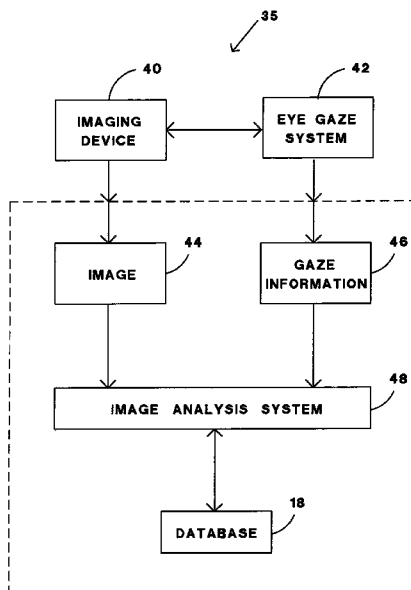 35
40
42
IMAGING
DEVICE
EYE GAZE
SYSTEM
44
46
IMAGE
GAZE
INFORMATION
48
IMAGE ANALYSIS SYSTEM
18
DATABASE